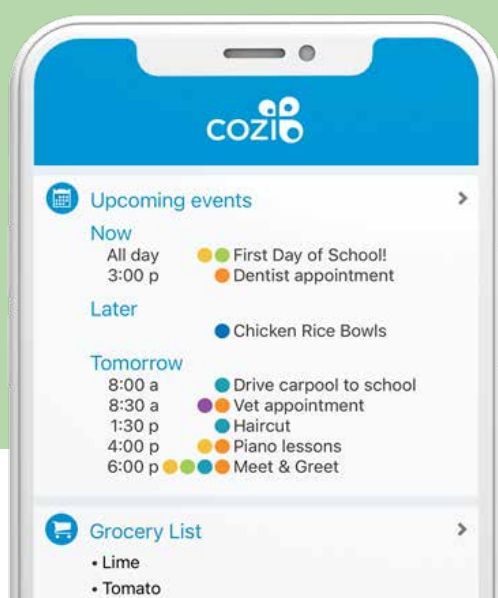 cozi
Upcoming events
Now
All day First Day of School!
3:00 p Dentist appointment
Later
Chicken Rice Bowls
Tomorrow
8:00 a Drive carpool to school
8:30 a Vet appointment
1:30 p Haircut
4:00 p Piano lessons
6:00 p Meet & Greet
Grocery List
• Lime
• Tomato